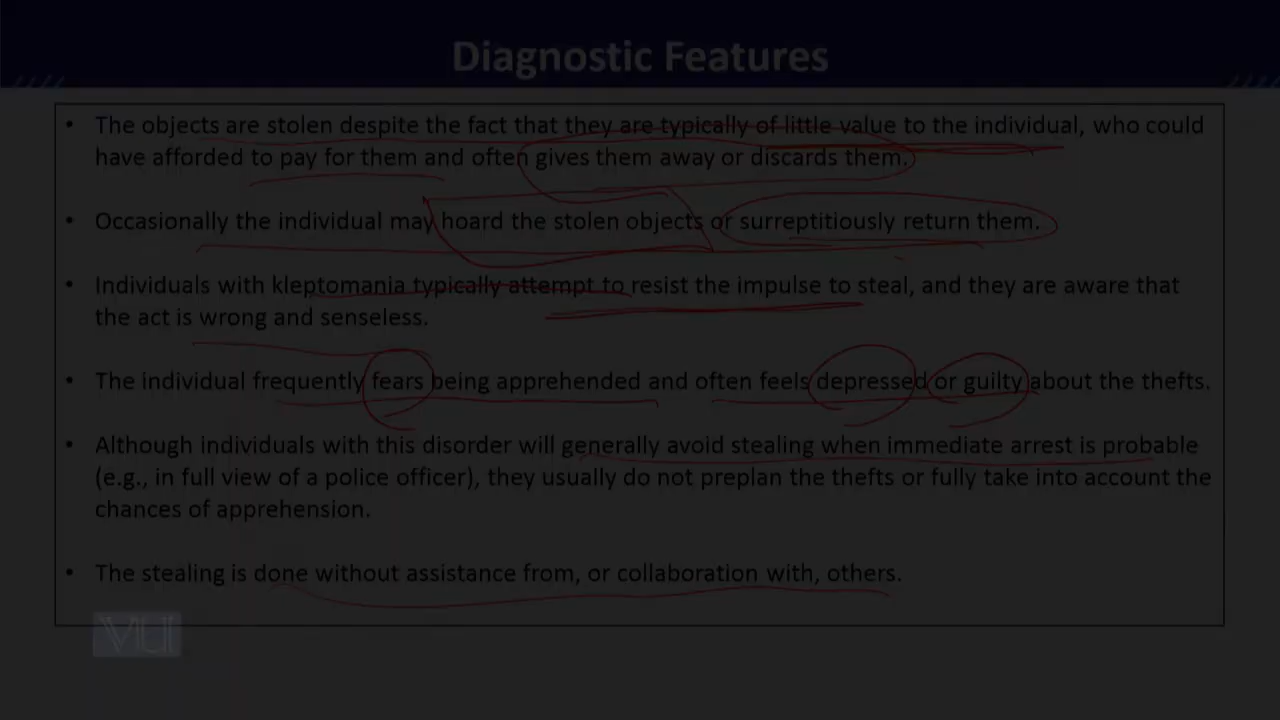 Diagnostic Features
• The objects are stolen despite the fact that they are typically of little value to the individual, who could
have afforded to pay for them and often gives them away or discards them.
• Occasionally the individual may hoard the stolen objects or surreptitiously return them.
• Individuals with kleptomania typically attempt to resist the impulse to steal, and they are aware that
the act is wrong and senseless.
• The individual frequently fears being apprehended and often feels depressed or guilty about the thefts.
• Although individuals with this disorder will generally avoid stealing when immediate arrest is probable
(e.g., in full view of a police officer), they usually do not preplan the thefts or fully take into account the
chances of apprehension.
• The stealing is done without assistance from, or collaboration with, others.
VU